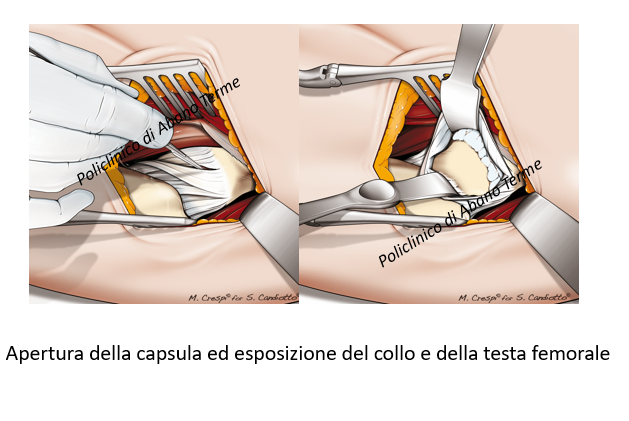 Policlinico di Abano Terme
Policlinico di Abano Terme
M. Crespi® for S. Candiotto®
M. Crespi® for S. Candiotto®
Apertura della capsula ed esposizione del collo e della testa femorale